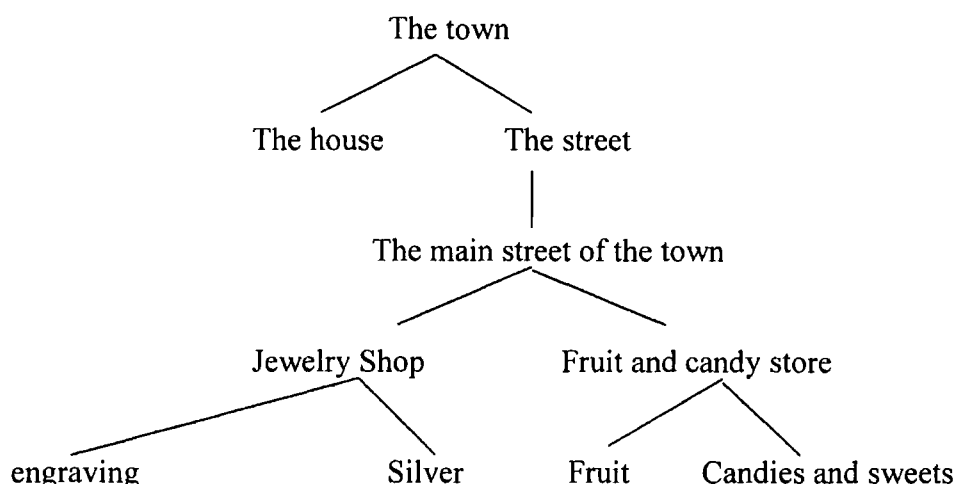 The town
The house The street
The main street of the town
Jewelry Shop Fruit and candy store
engraving Silver Fruit Candies and sweets